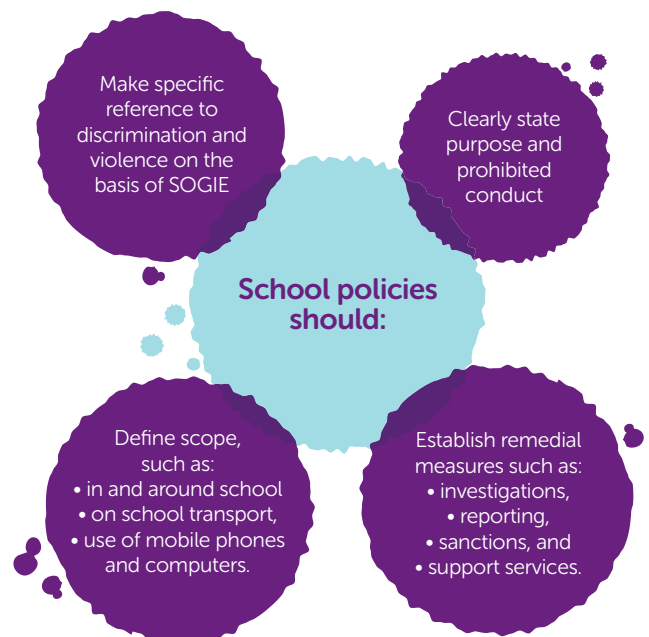 Make specific
reference to
discrimination and
violence on the
basis of SOGIE
Clearly state
purpose and
prohibited
conduct
School policies
should:
Define scope,
such as:
• in and around school
• on school transport,
• use of mobile phones
and computers.
Establish remedial
measures such as:
• investigations,
• reporting,
• sanctions, and
• support services.